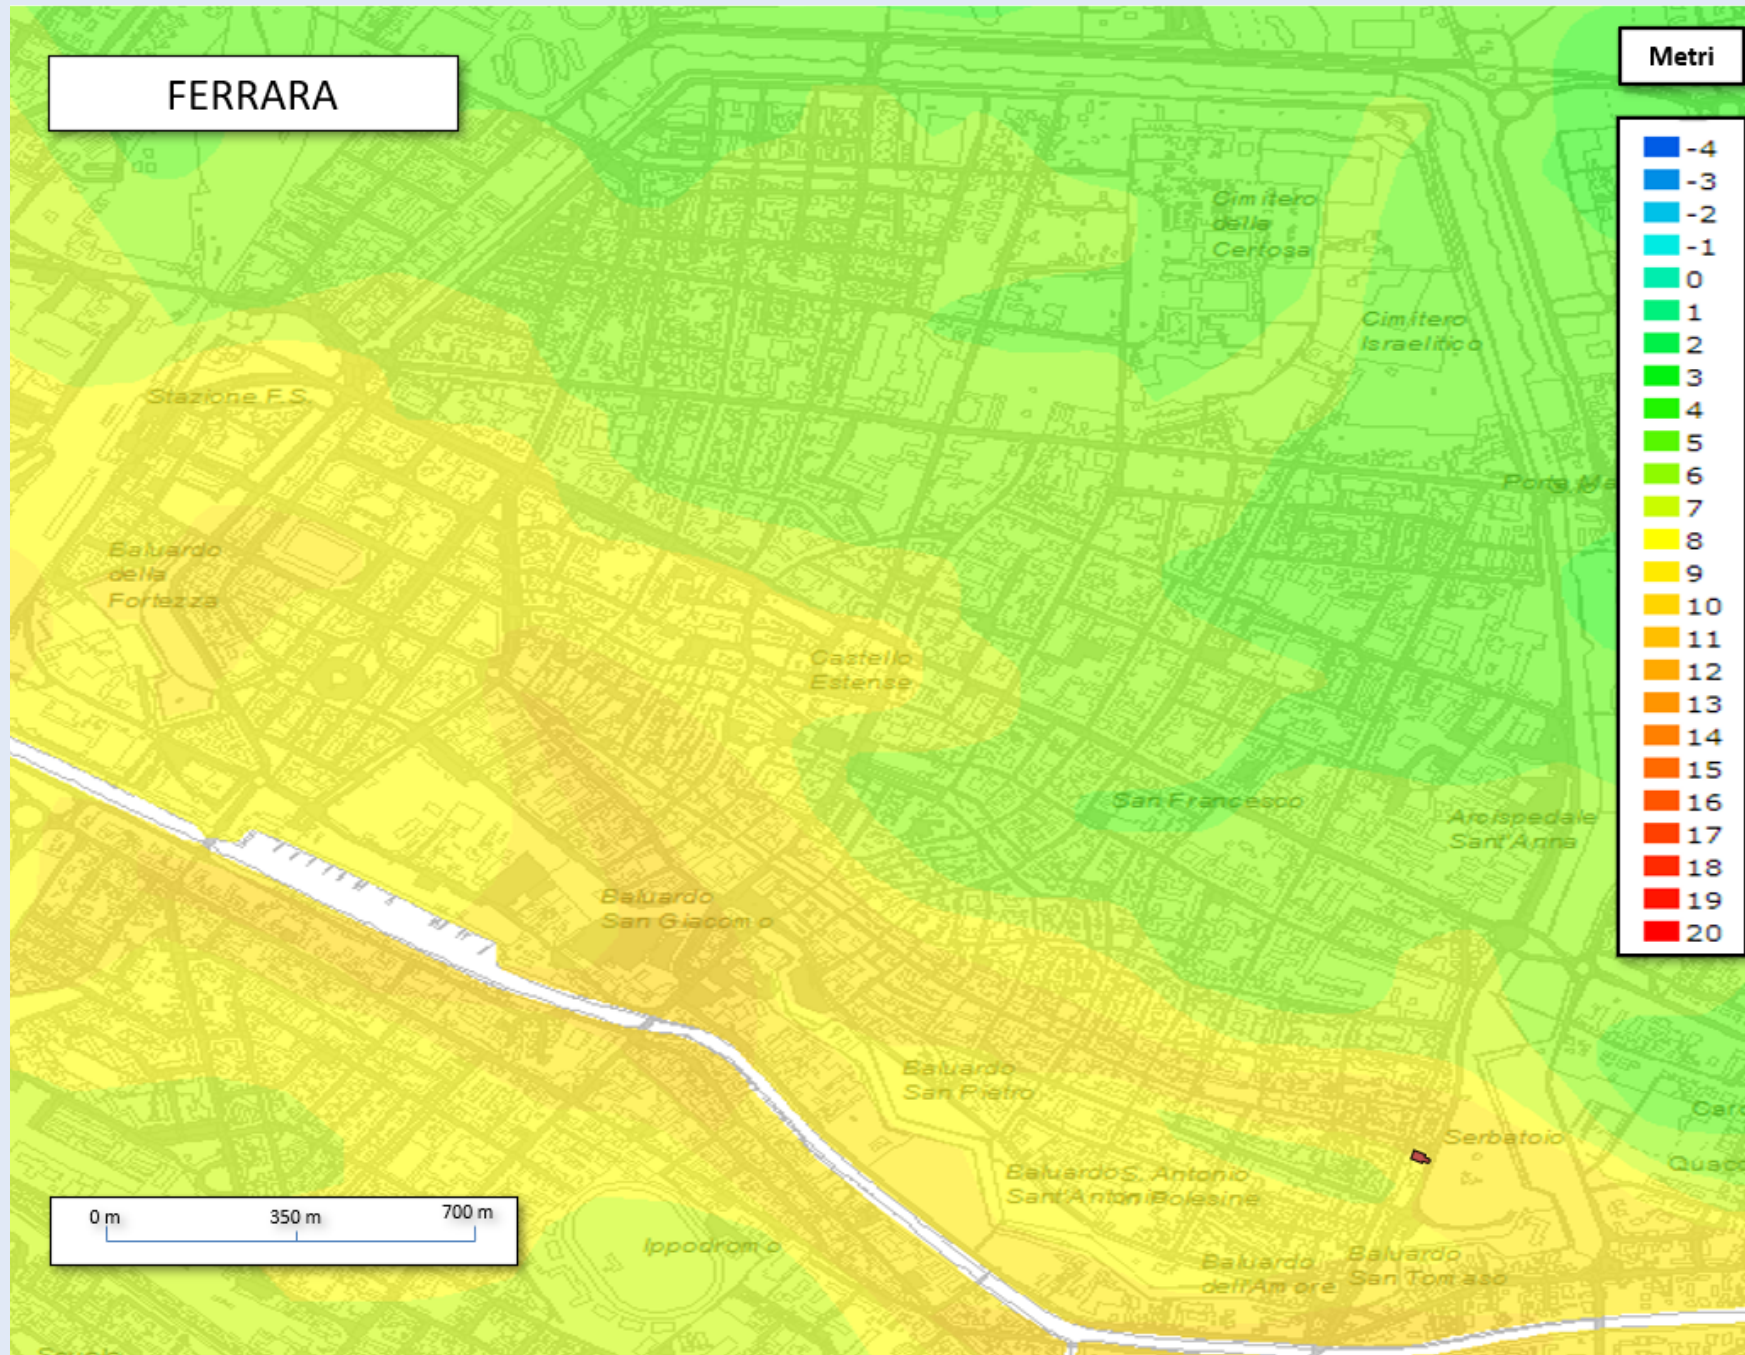 FERRARA
Metri
-4
-3
-2
-1
0
1
2
3
4
5
6
7
8
9
10
11
12
13
14
15
16
17
18
19
20
Cimitero
della
Certosa
Cimitero
Israelitico
Stazione F.S.
Porta Ma
Baluardo
della
Fortezza
Castello
Estense
San Francesco
Arcispedale
Sant'Anna
Baluardo
San Giacomo
Baluardo
San Pietro
Serbatoio
Baluardo
Sant'Antonio
S. Antonio
in Polesine
Baluardo
dell'Amore
Baluardo
San Tomaso
Ippodromo
0 m
350 m
700 m